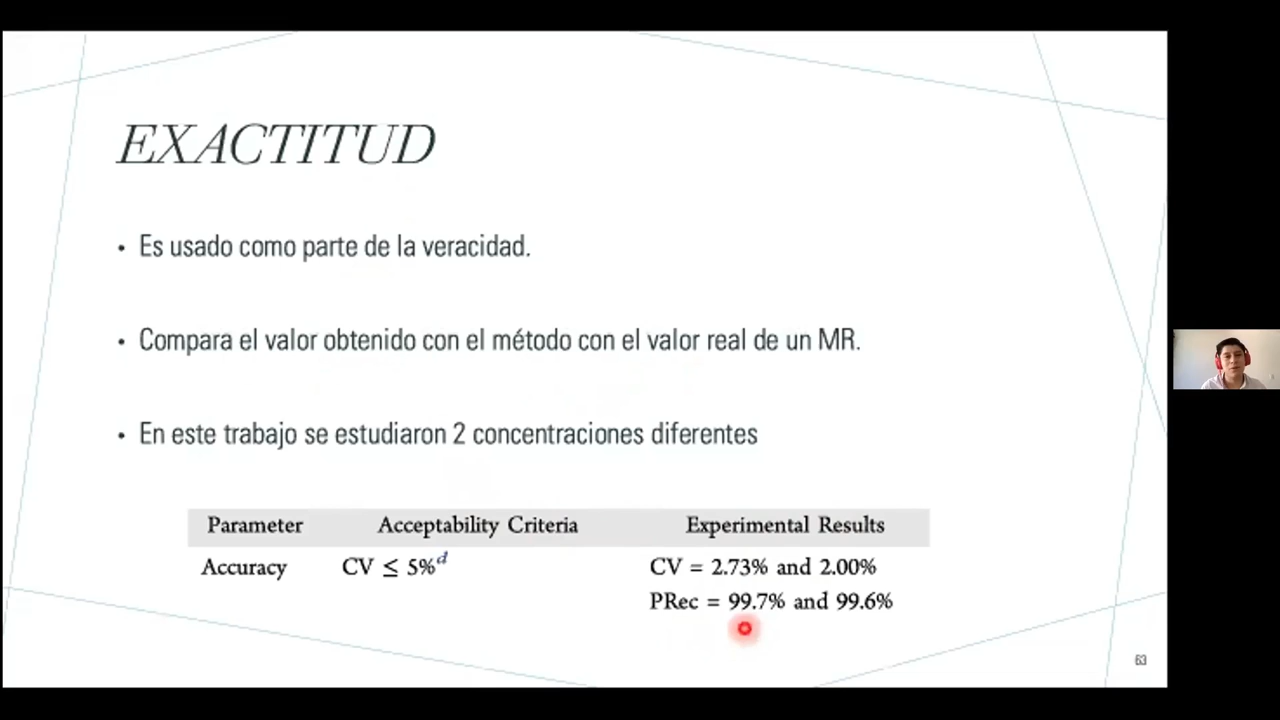 EXACTITUD
• Es usado como parte de la veracidad.
• Compara el valor obtenido con el método con el valor real de un MR.
• En este trabajo se estudiaron 2 concentraciones diferentes
Parameter Acceptability Criteria Experimental Results
Accuracy CV ≤ 5%d CV = 2.73% and 2.00%
PRec = 99.7% and 99.6%
63